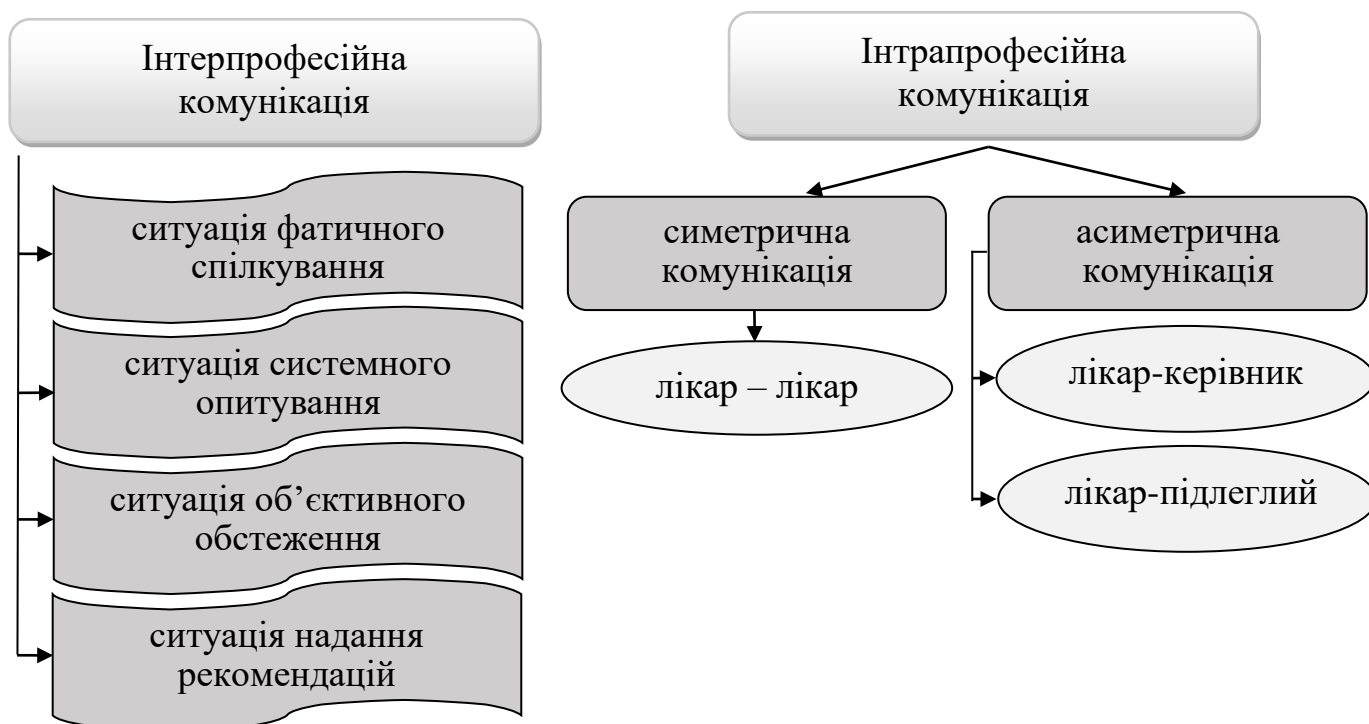 Інтерпрофесійна
комунікація
ситуація фатичного
спілкування
ситуація системного
опитування
ситуація об’єктивного
обстеження
ситуація надання
рекомендацій
Інтрапрофесійна
комунікація
симетрична
комунікація
лікар – лікар
асиметрична
комунікація
лікар-керівник
лікар-підлеглий